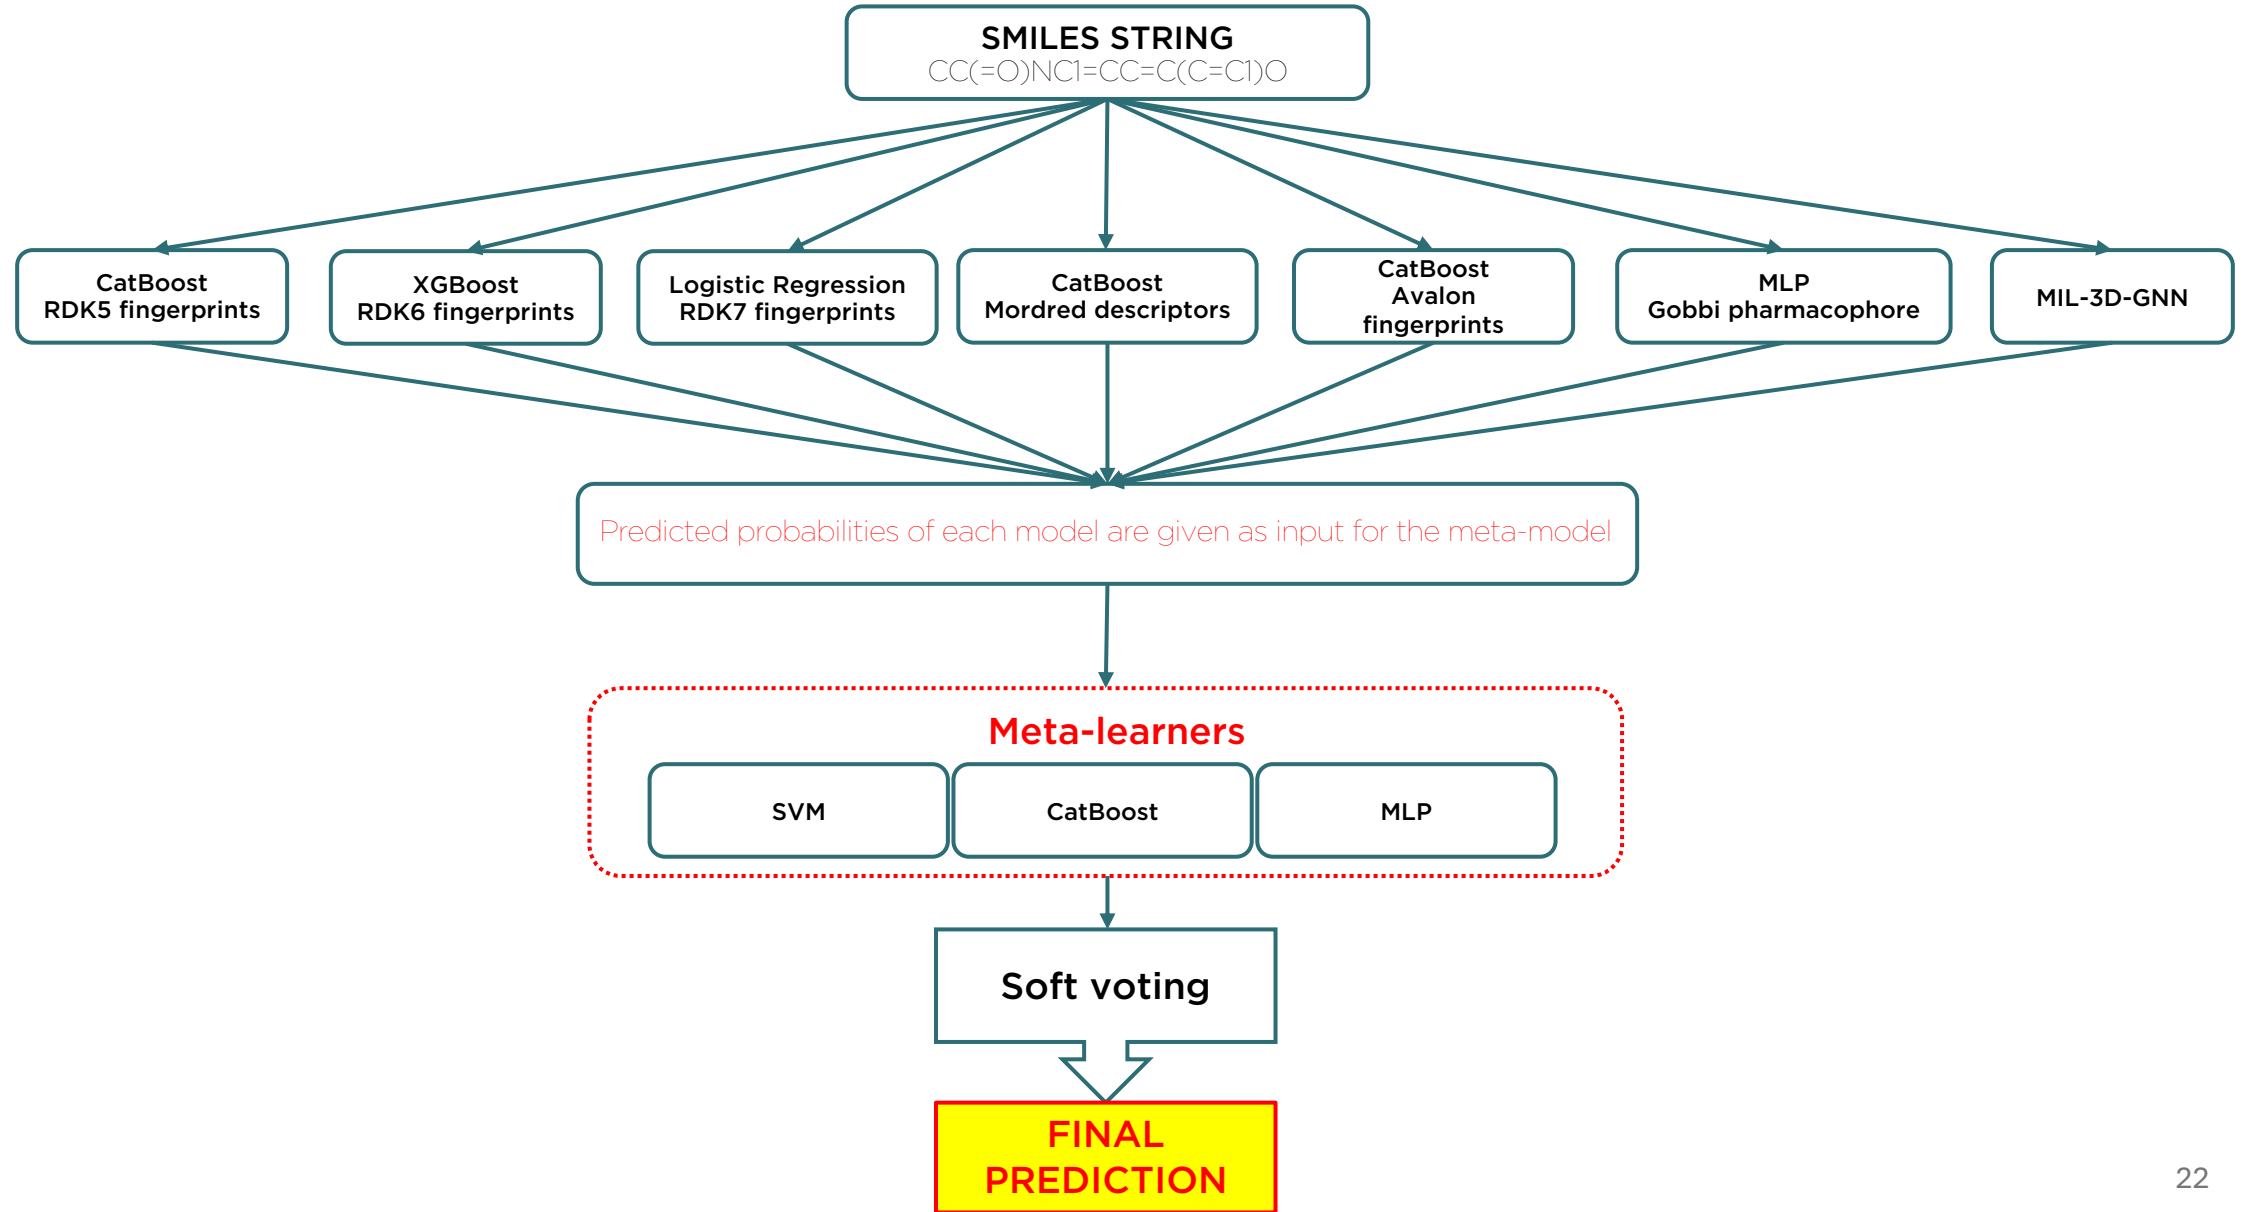 SMILES STRING
CC(=O)NC1=CC=C(C=C1)O
CatBoost
RDK5 fingerprints
XGBoost
RDK6 fingerprints
Logistic Regression
RDK7 fingerprints
CatBoost
Mordred descriptors
CatBoost
Avalon
fingerprints
MLP
Gobbi pharmacophore
MIL-3D-GNN
Predicted probabilities of each model are given as input for the meta-model
Meta-learners
SVM
CatBoost
MLP
Soft voting
FINAL
PREDICTION
22